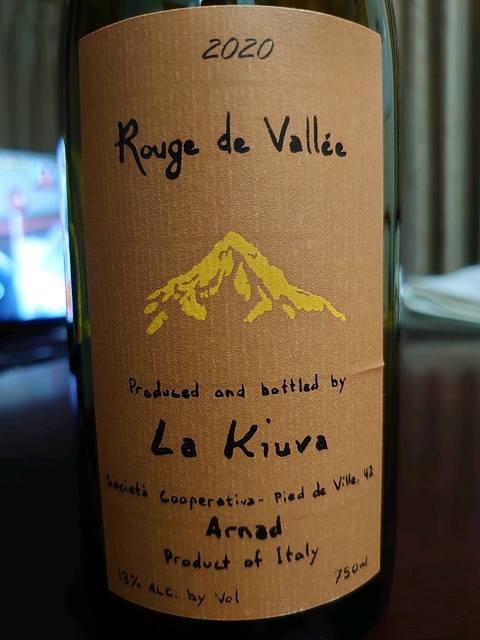 2020
Rouge de Vallée
Produced and bottled by
La Kiuva
Società Cooperativa - Pied de Ville, 42
Arnad
Product of Italy
13% ALC. by Vol
750ml